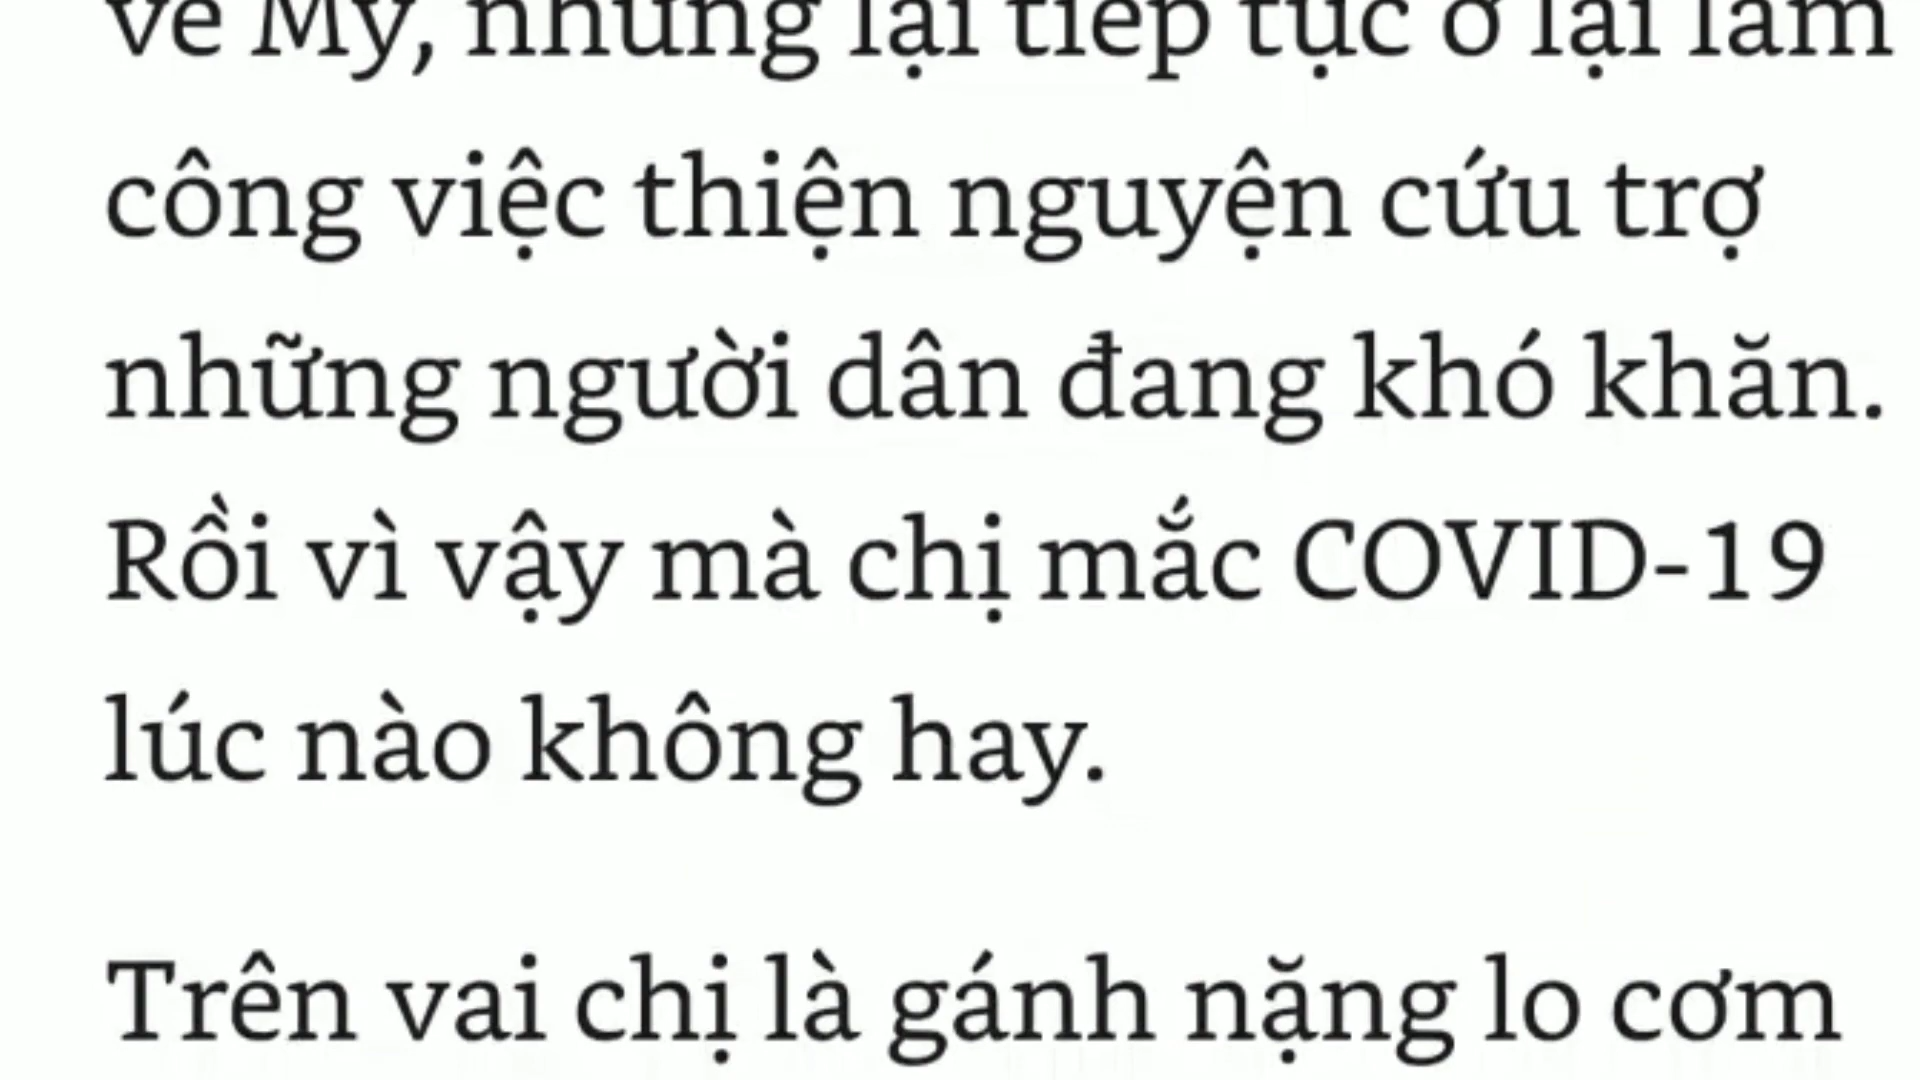 về Mỹ, nhưng lại tiếp tục ở lại làm
công việc thiện nguyện cứu trợ
những người dân đang khó khăn.
Rồi vì vậy mà chị mắc COVID-19
lúc nào không hay.
Trên vai chị là gánh nặng lo cơm